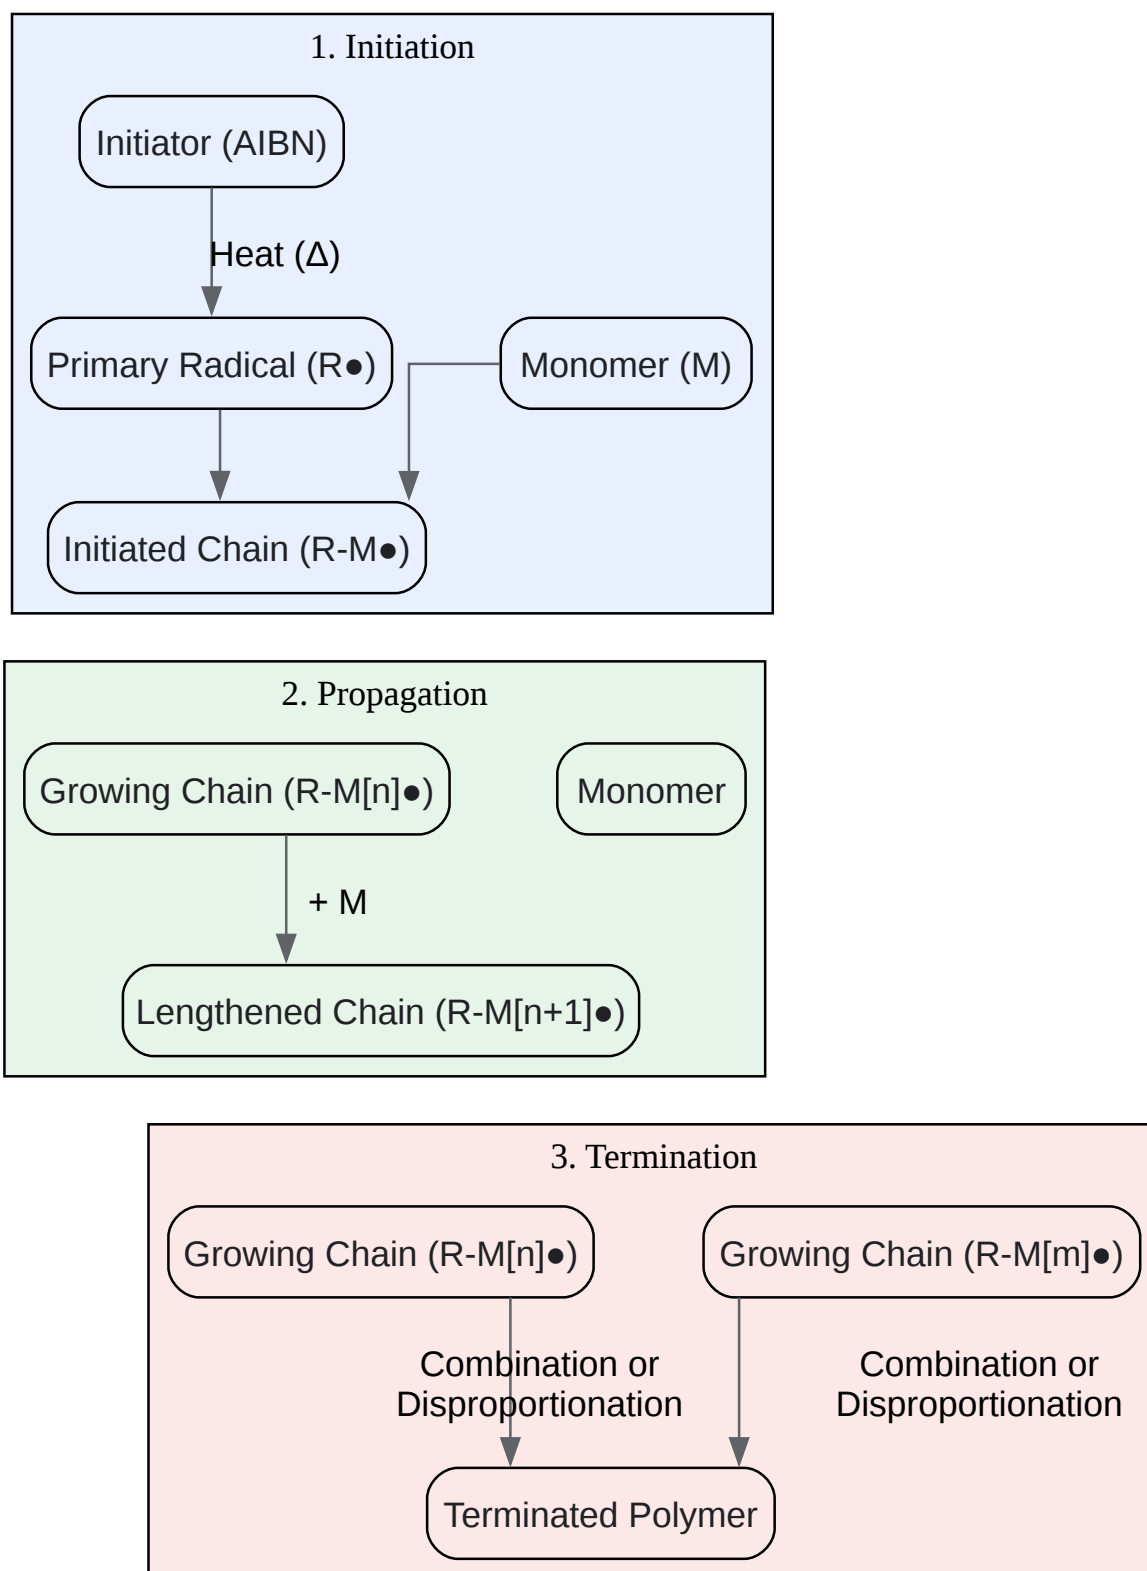 1. Initiation
Initiator (AIBN)
Heat (Δ)
Primary Radical (R●)
Monomer (M)
Initiated Chain (R-M●)
2. Propagation
Growing Chain (R-M[n]●)
Monomer
+ M
Lengthened Chain (R-M[n+1]●)
3. Termination
Growing Chain (R-M[n]●)
Growing Chain (R-M[m]●)
Combination or
Disproportionation
Combination or
Disproportionation
Terminated Polymer